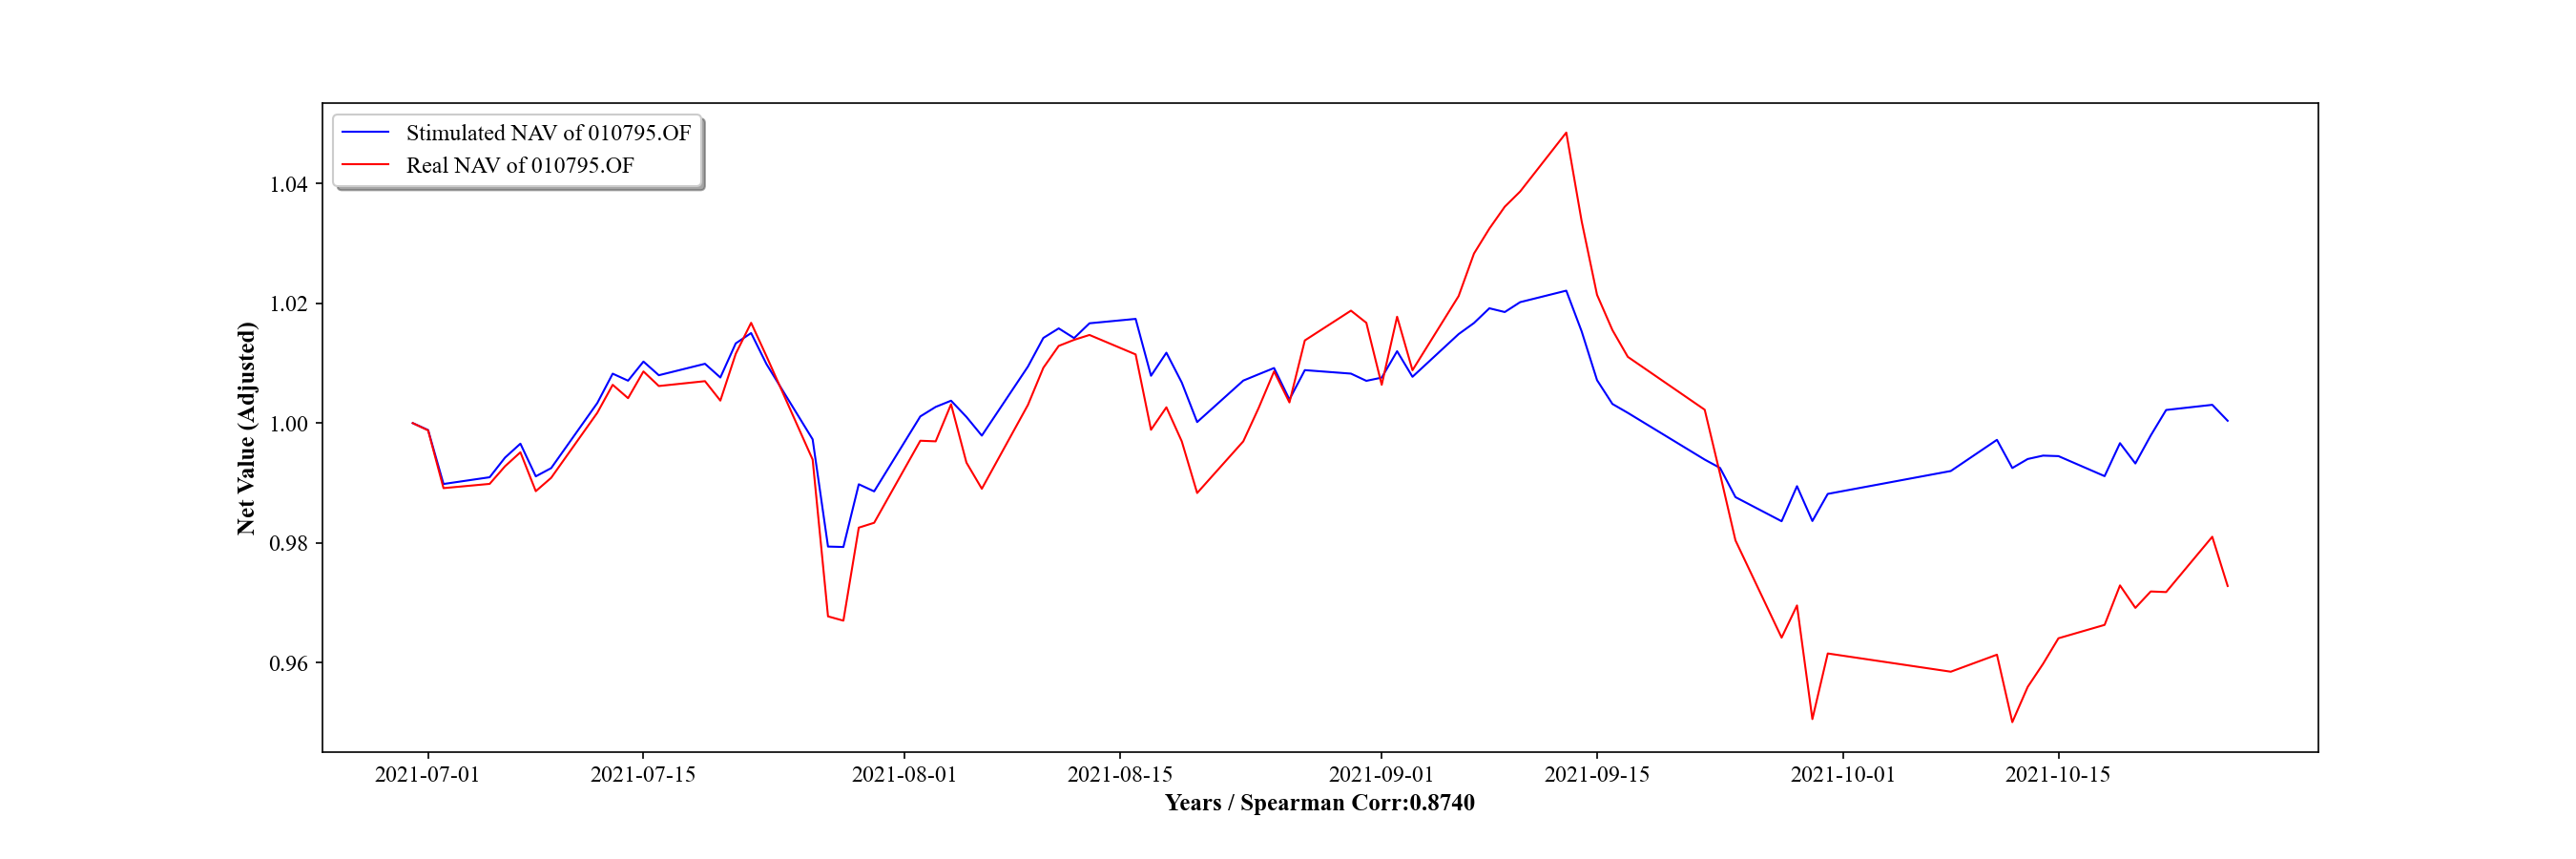 Stimulated NAV of 010795.OF
Real NAV of 010795.OF
Net Value (Adjusted)
1.04
1.02
1.00
0.98
0.96
2021-07-01 2021-07-15 2021-08-01 2021-08-15 2021-09-01 2021-09-15 2021-10-01 2021-10-15
Years / Spearman Corr:0.8740